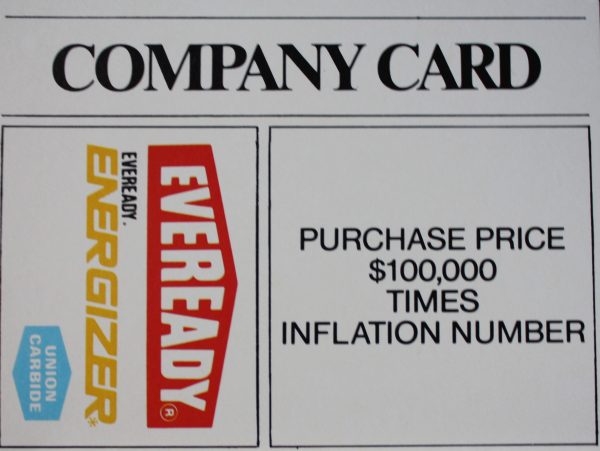 COMPANY CARD
EVEREADY®
EVEREADY.
ENERGIZER*
UNION
CARBIDE
PURCHASE PRICE
$100,000
TIMES
INFLATION NUMBER